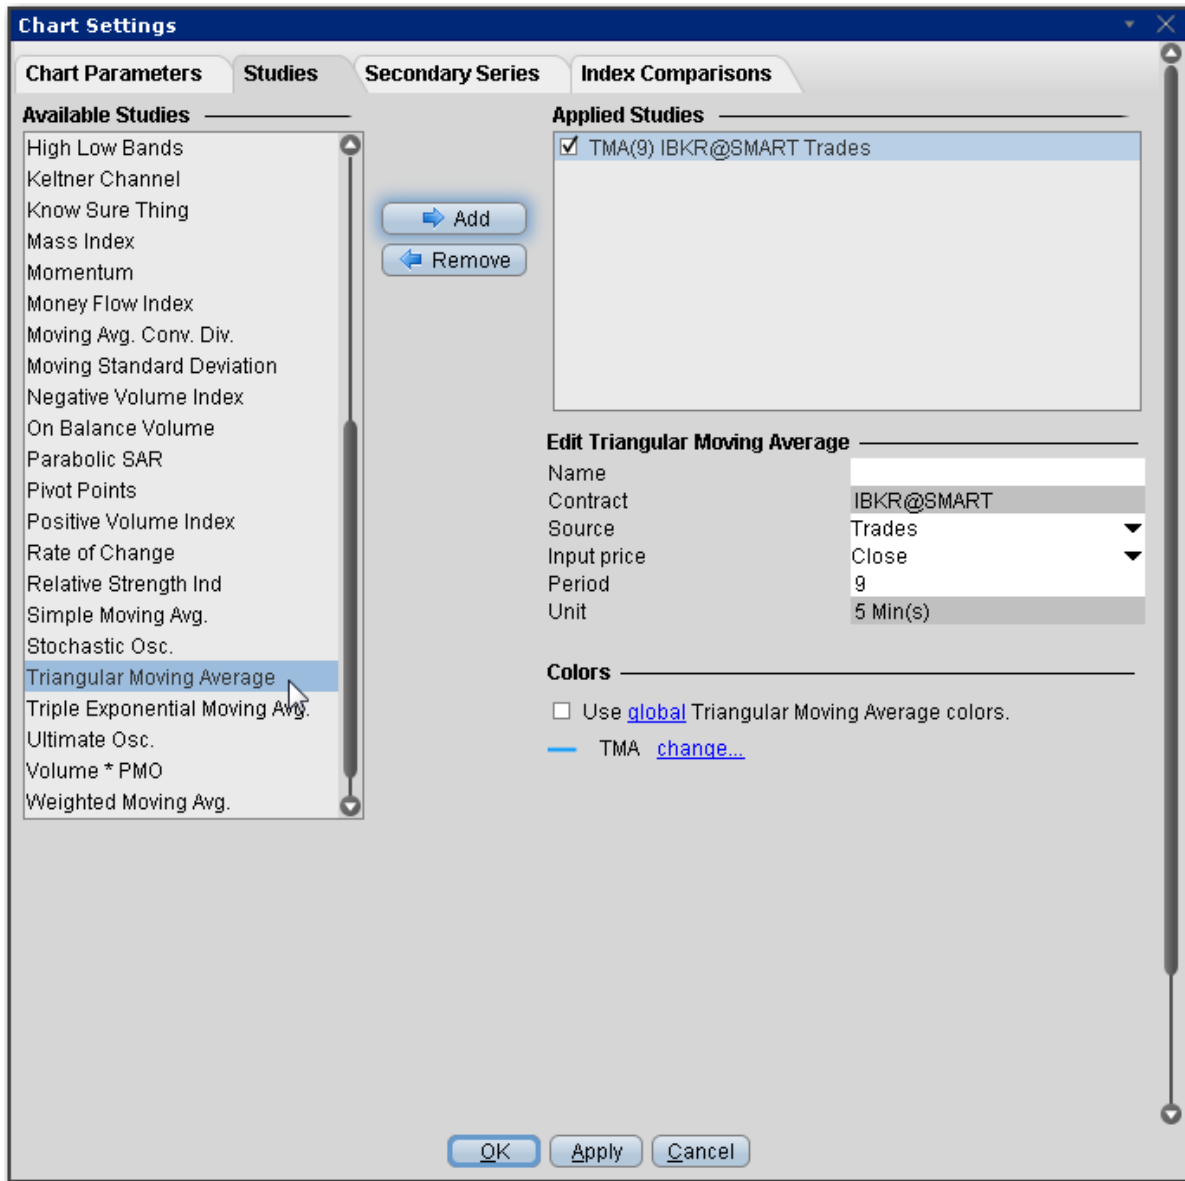 Chart Settings
Chart Parameters
Studies
Secondary Series
Index Comparisons
Available Studies
High Low Bands
Keltner Channel
Know Sure Thing
Mass Index
Momentum
Money Flow Index
Moving Avg. Conv. Div.
Moving Standard Deviation
Negative Volume Index
On Balance Volume
Parabolic SAR
Pivot Points
Positive Volume Index
Rate of Change
Relative Strength Ind
Simple Moving Avg.
Stochastic Osc.
Triangular Moving Average
Triple Exponential Moving Avg.
Ultimate Osc.
Volume * PMO
Weighted Moving Avg.
Add
Remove
Applied Studies
TMA(9) IBKR@SMART Trades
Edit Triangular Moving Average
Name
Contract IBKR@SMART
Source Trades
Input price Close
Period 9
Unit 5 Min(s)
Colors
Use global Triangular Moving Average colors.
TMA change...
OK Apply Cancel